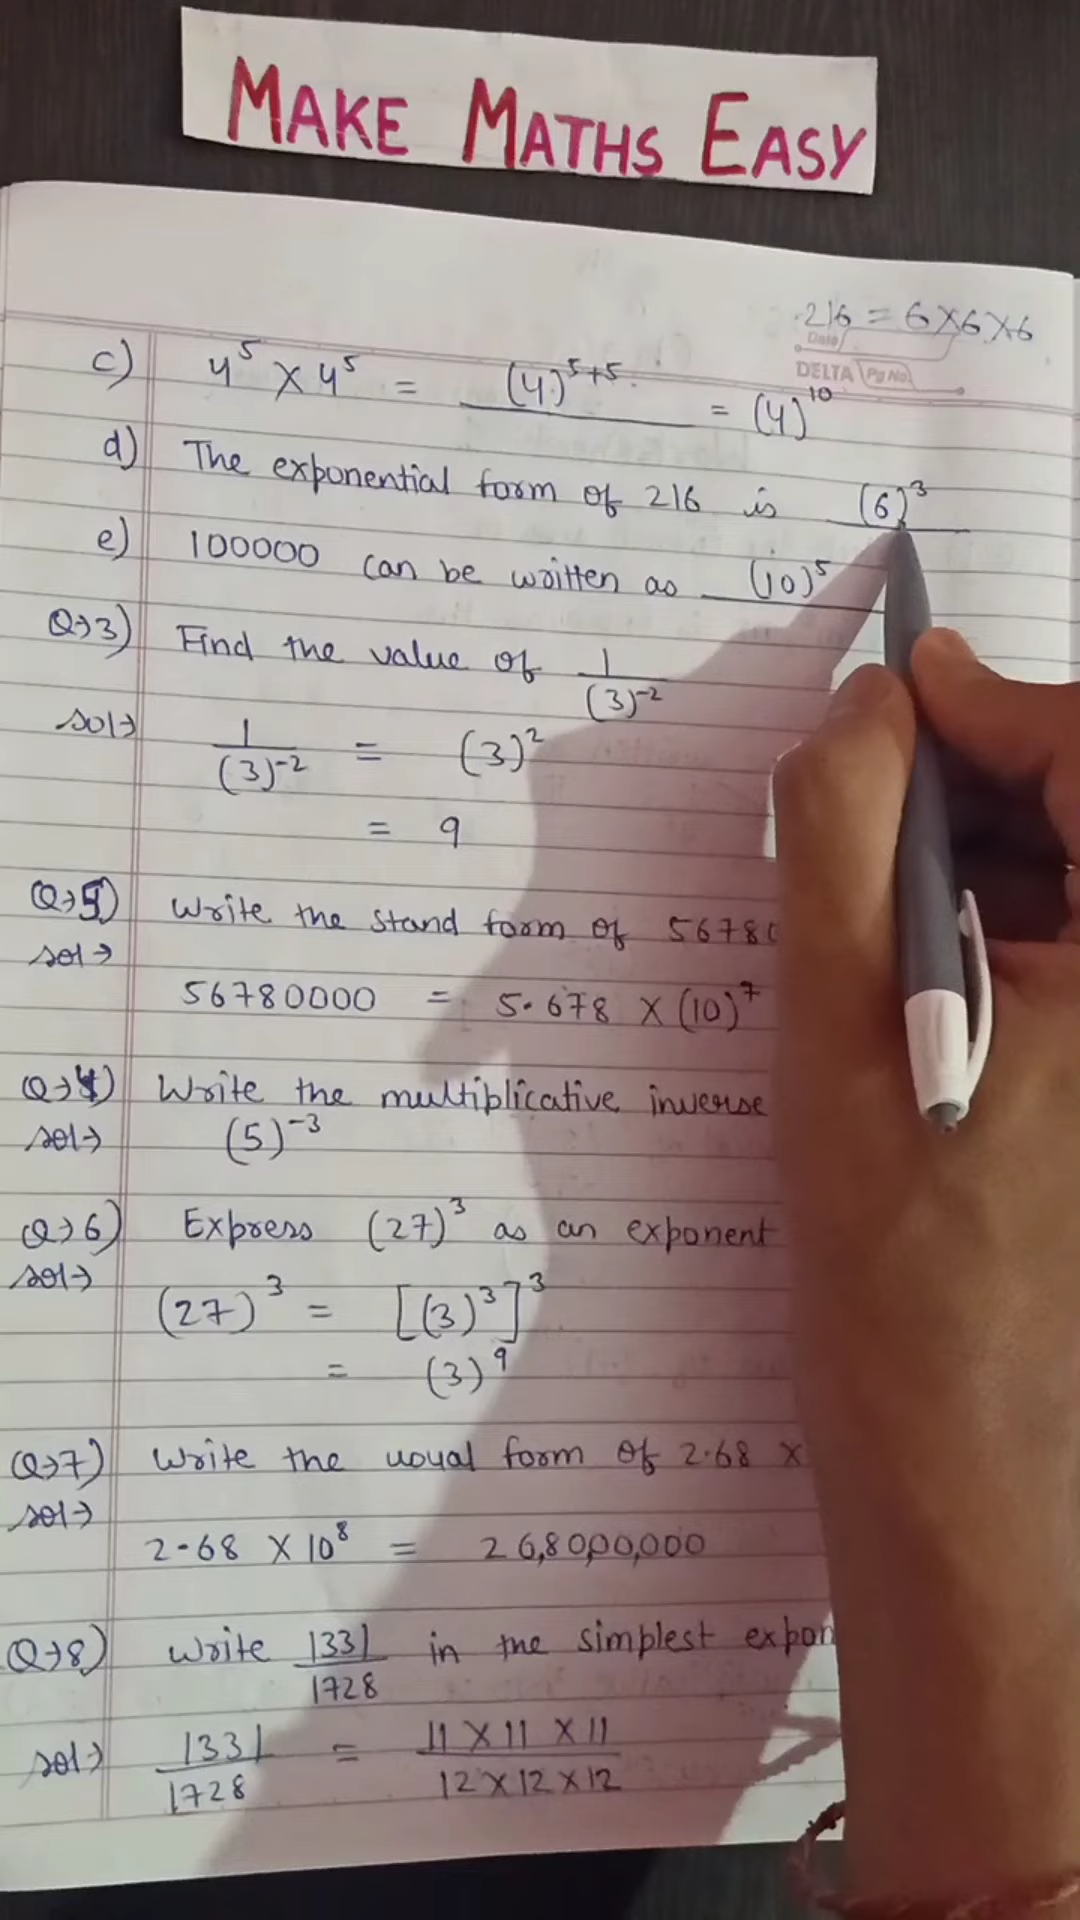 MAKE MATHS EASY
216 = 6×6×6
Date
DELTA Pg No.
c) 4⁵ × 4⁵ = (4)⁵⁺⁵ = (4)¹⁰
d) The exponential form of 216 is (6)³
e) 100000 can be written as (10)⁵
Q→3) Find the value of 1/(3)⁻²
sol→ 1/(3)⁻² = (3)²
= 9
Q→5) Write the stand form of 5678
sol→
56780000 = 5.678 × (10)⁷
Q→4) Write the multiplicative inverse
sol→ (5)⁻³
Q→6) Express (27)³ as an exponent
sol→
(27)³ = [(3)³]³
= (3)⁹
Q→7) Write the usual form of 2.68 ×
sol→
2.68 × 10⁸ = 26,80,00,000
Q→8) Write 1331/1728 in the simplest expon
sol→ 1331/1728 = 11 × 11 × 11/12 × 12 × 12